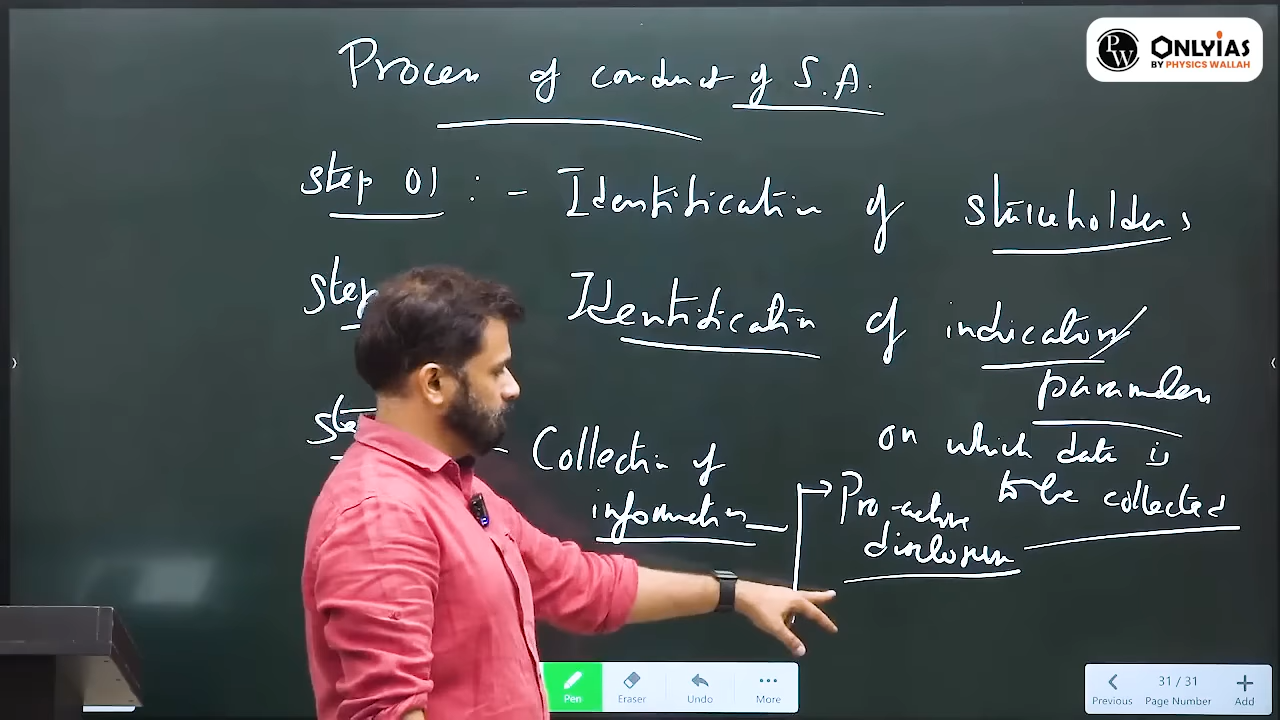 PW ONLYIAS
BY PHYSICS WALLAH
Process of conduct of S.A.
step 01 :- Identification of stakeholders
step Identification of indicators/
parameters
on which data is
to be collected
Collection of
information
Pro-active
disclosure
Pen
Eraser
Undo
More
Previous
31 / 31
Page Number
Add